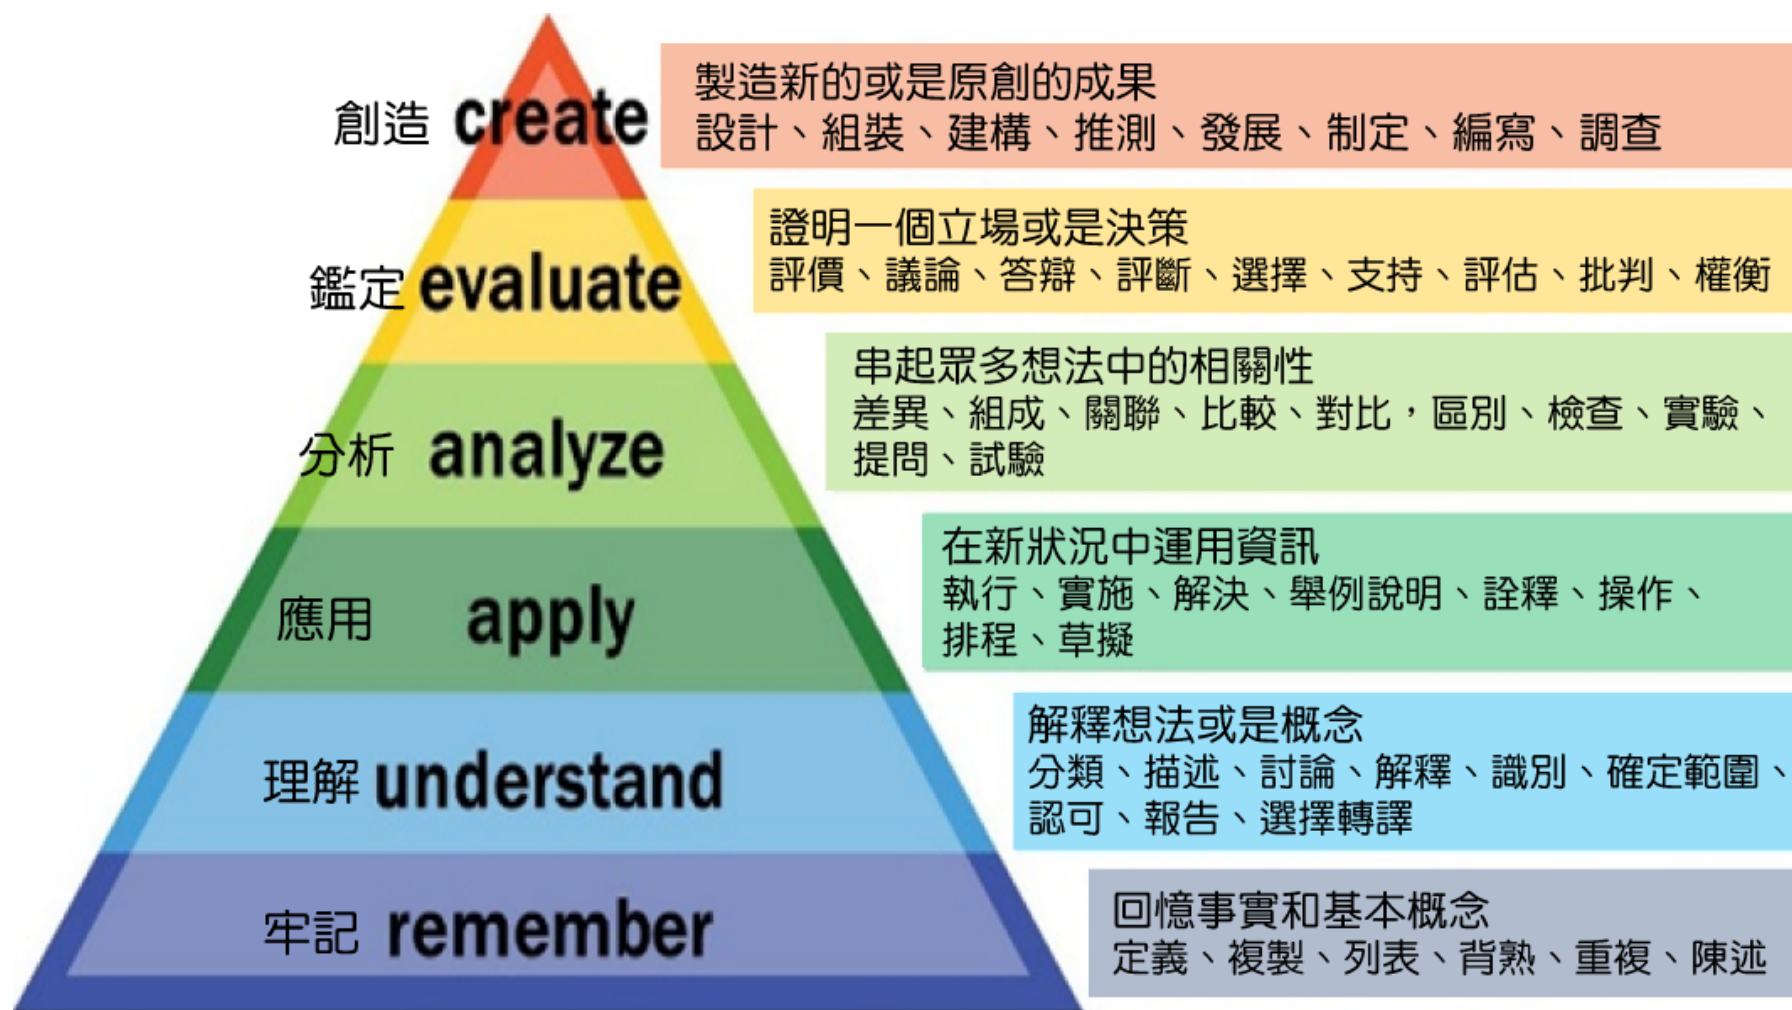 創造 create
製造新的或是原創的成果
設計、組裝、建構、推測、發展、制定、編寫、調查
鑑定 evaluate
證明一個立場或是決策
評價、議論、答辯、評斷、選擇、支持、評估、批判、權衡
分析 analyze
串起眾多想法中的相關性
差異、組成、關聯、比較、對比，區別、檢查、實驗、
提問、試驗
應用 apply
在新狀況中運用資訊
執行、實施、解決、舉例說明、詮釋、操作、
排程、草擬
理解 understand
解釋想法或是概念
分類、描述、討論、解釋、識別、確定範圍、
認可、報告、選擇轉譯
牢記 remember
回憶事實和基本概念
定義、複製、列表、背熟、重複、陳述